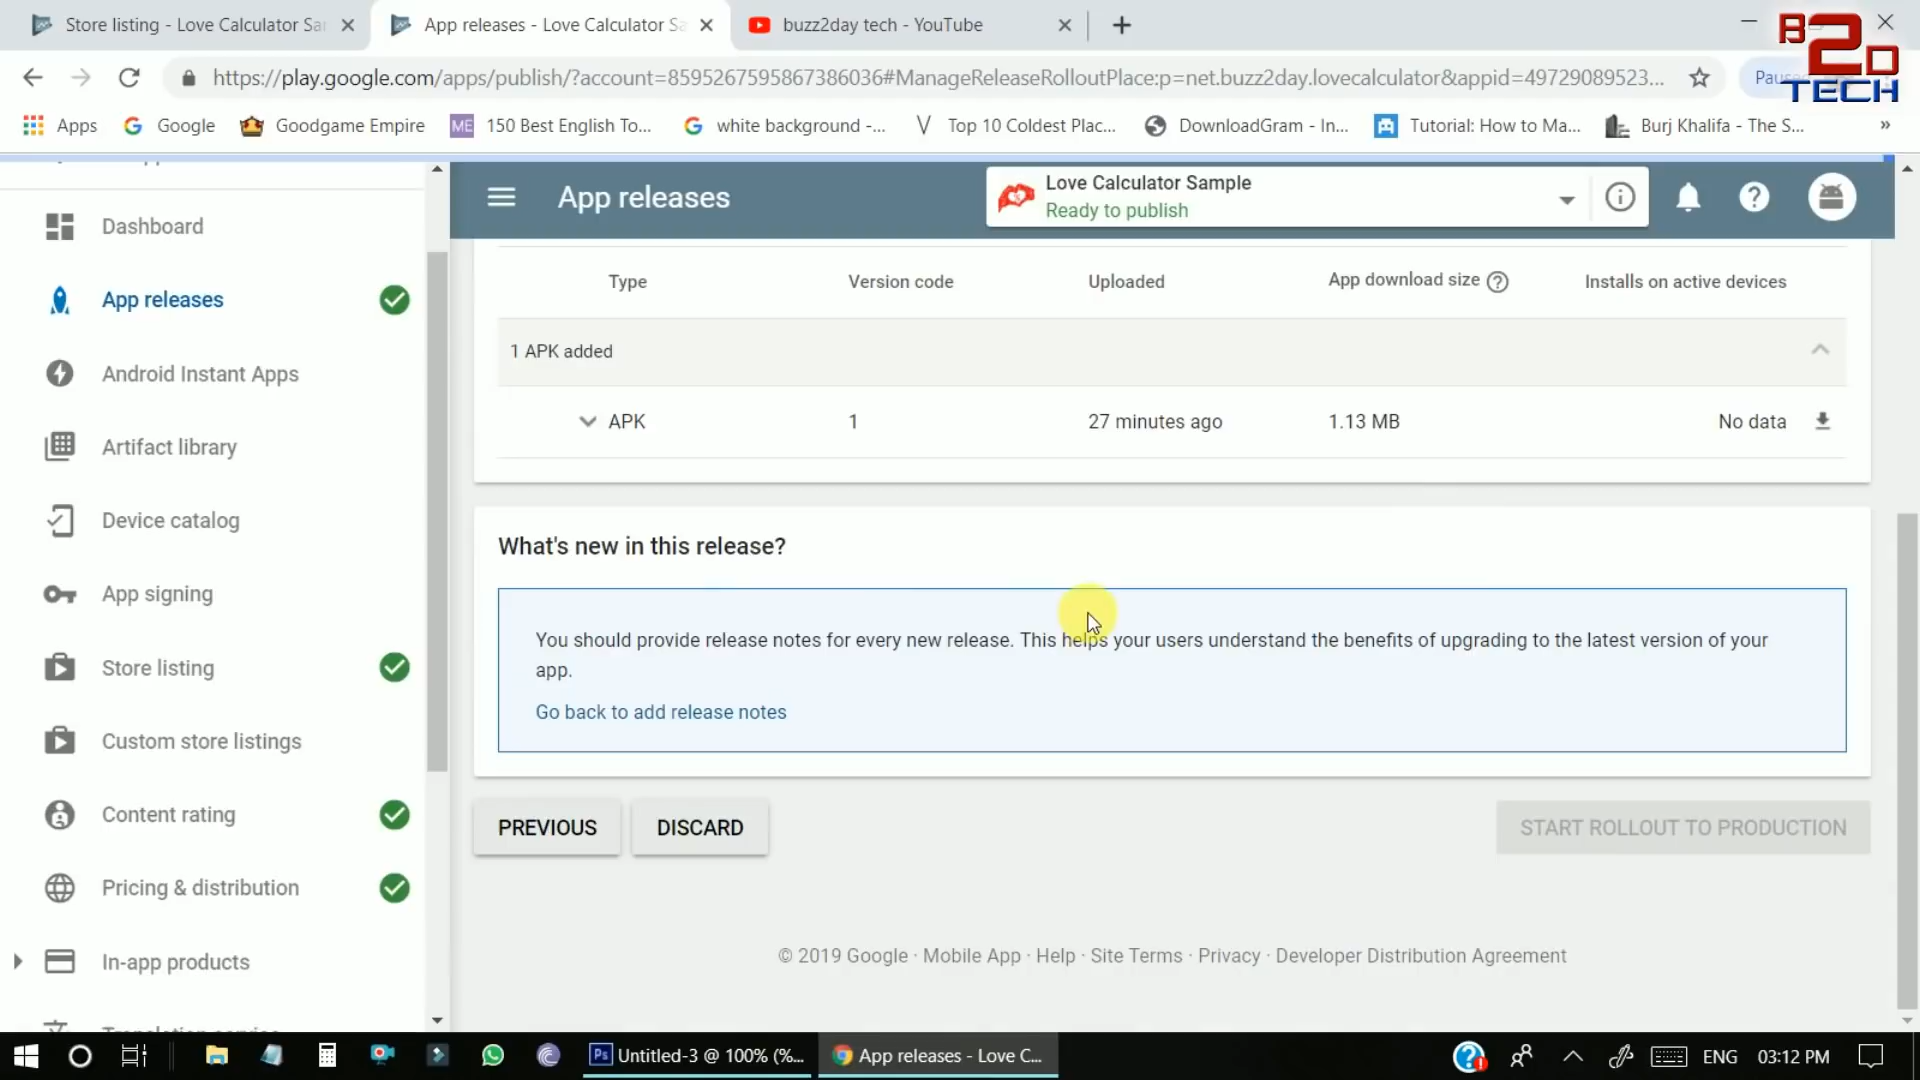 Store listing - Love Calculator Sa
App releases - Love Calculator Sa
buzz2day tech - YouTube
B2D
TECH
https://play.google.com/apps/publish/?account=8595267595867386036#ManageReleaseRolloutPlace:p=net.buzz2day.lovecalculator&appid=49729089523...
Apps
Google
Goodgame Empire
ME
150 Best English To...
white background -...
Top 10 Coldest Plac...
DownloadGram - In...
Tutorial: How to Ma...
Burj Khalifa - The S...
»
Dashboard
App releases
Android Instant Apps
Artifact library
Device catalog
App signing
Store listing
Custom store listings
Content rating
Pricing & distribution
In-app products
App releases
Love Calculator Sample
Ready to publish
Type
Version code
Uploaded
App download size
Installs on active devices
1 APK added
APK
1
27 minutes ago
1.13 MB
No data
What's new in this release?
You should provide release notes for every new release. This helps your users understand the benefits of upgrading to the latest version of your
app.
Go back to add release notes
PREVIOUS
DISCARD
START ROLLOUT TO PRODUCTION
© 2019 Google · Mobile App · Help · Site Terms · Privacy · Developer Distribution Agreement
Ps
Untitled-3 @ 100% (%...
App releases - Love C...
ENG
03:12 PM